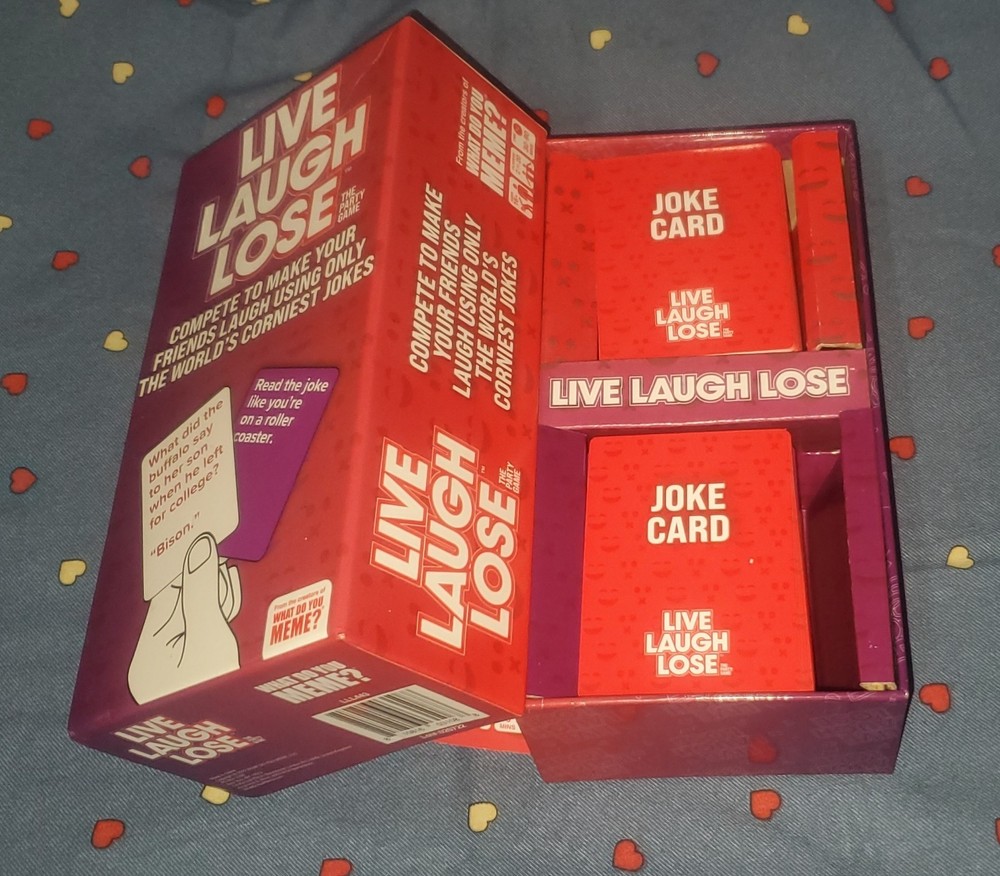 LIVE
LAUGH
LOSE™
THE
PARTY
GAME
COMPETE TO MAKE YOUR
FRIENDS LAUGH USING ONLY
THE WORLD'S CORNIEST JOKES
What did the
buffalo say
to her son
when he left
for college?
"Bison."
Read the joke
like you're
on a roller
coaster.
From the creators of
WHAT DO YOU
MEME?
From the creators of
WHAT DO YOU
MEME?
COMPETE TO MAKE
YOUR FRIENDS
LAUGH USING ONLY
THE WORLD'S
CORNIEST JOKES
LIVE
LAUGH
LOSE™
THE
PARTY
GAME
LIVE
LAUGH
LOSE
WHAT DO YOU
MEME?
JOKE
CARD
LIVE
LAUGH
LOSE
LIVE LAUGH LOSE
JOKE
CARD
LIVE
LAUGH
LOSE
MINS